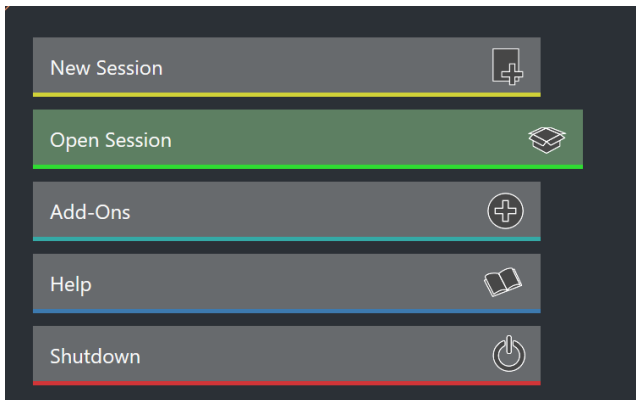 New Session
Open Session
Add-Ons
Help
Shutdown